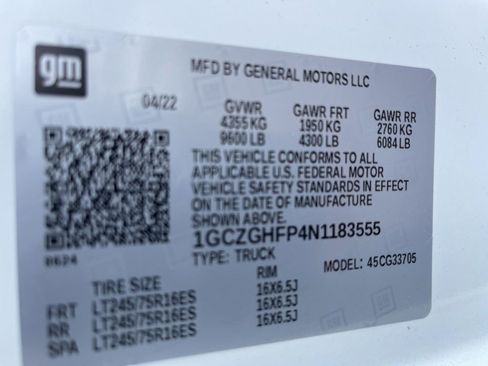 gm
MFD BY GENERAL MOTORS LLC
04/22
GVWR GAWR FRT GAWR RR
4355 KG 1950 KG 2760 KG
9600 LB 4300 LB 6084 LB
THIS VEHICLE CONFORMS TO ALL
APPLICABLE U.S. FEDERAL MOTOR
VEHICLE SAFETY STANDARDS IN EFFECT
ON THE DATE OF MANUFACTURE
SHOWN ABOVE.
1GCZGHFP4N1183555
TYPE: TRUCK MODEL: 45CG33705
8624
TIRE SIZE RIM
FRT LT245/75R16ES 16X6.5J
RR LT245/75R16ES 16X6.5J
SPA LT245/75R16ES 16X6.5J